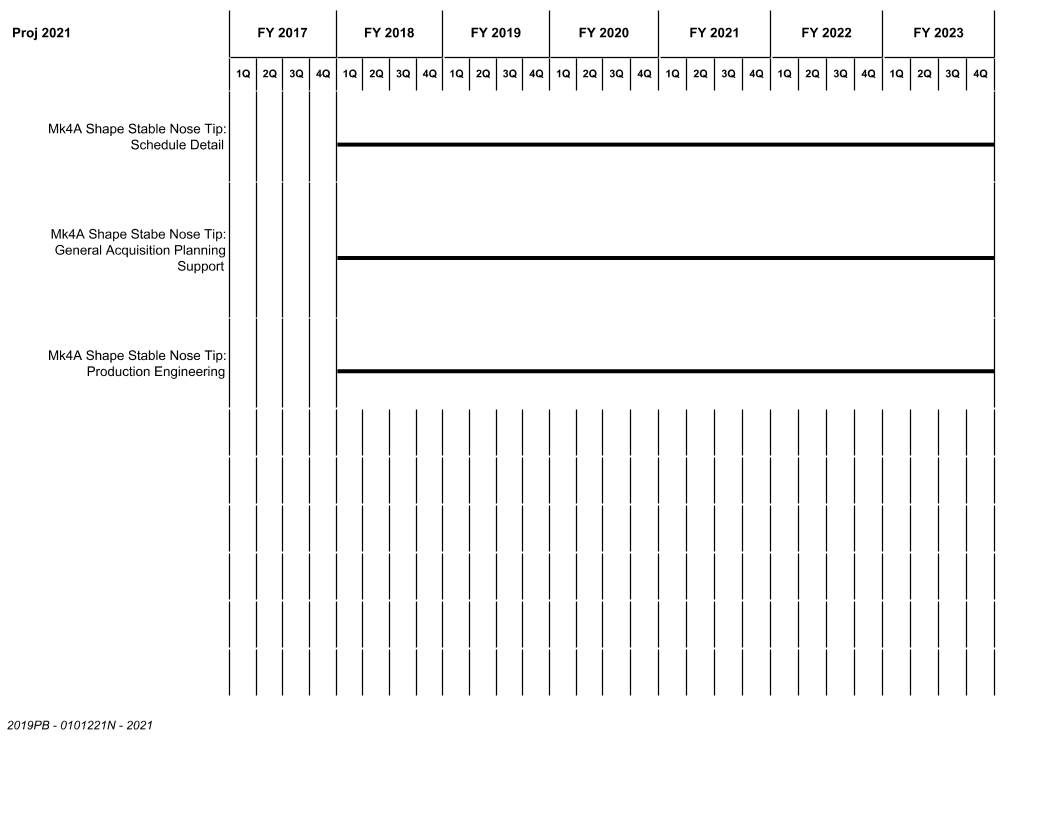 Proj 2021 FY 2017 FY 2018 FY 2019 FY 2020 FY 2021 FY 2022 FY 2023
1Q 2Q 3Q 4Q 1Q 2Q 3Q 4Q 1Q 2Q 3Q 4Q 1Q 2Q 3Q 4Q 1Q 2Q 3Q 4Q 1Q 2Q 3Q 4Q 1Q 2Q 3Q 4Q
Mk4A Shape Stable Nose Tip:
Schedule Detail
Mk4A Shape Stabe Nose Tip:
General Acquisition Planning
Support
Mk4A Shape Stable Nose Tip:
Production Engineering
2019PB - 0101221N - 2021